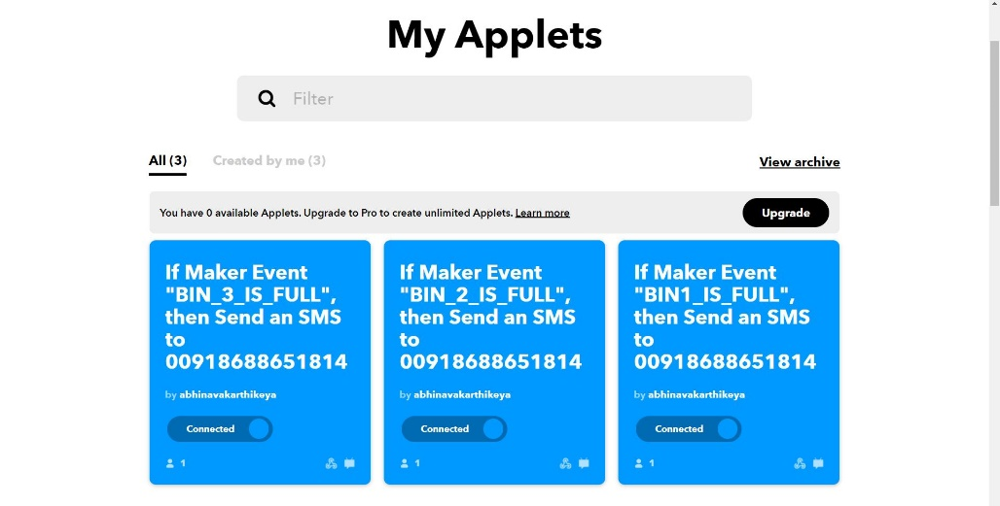 My Applets
Filter
All (3) Created by me (3) View archive
You have 0 available Applets. Upgrade to Pro to create unlimited Applets. Learn more Upgrade
If Maker Event
"BIN_3_IS_FULL",
then Send an SMS
to
00918688651814
by abhinavakarthikeya
Connected
1
If Maker Event
"BIN_2_IS_FULL",
then Send an SMS
to
00918688651814
by abhinavakarthikeya
Connected
1
If Maker Event
"BIN1_IS_FULL",
then Send an SMS
to
00918688651814
by abhinavakarthikeya
Connected
1